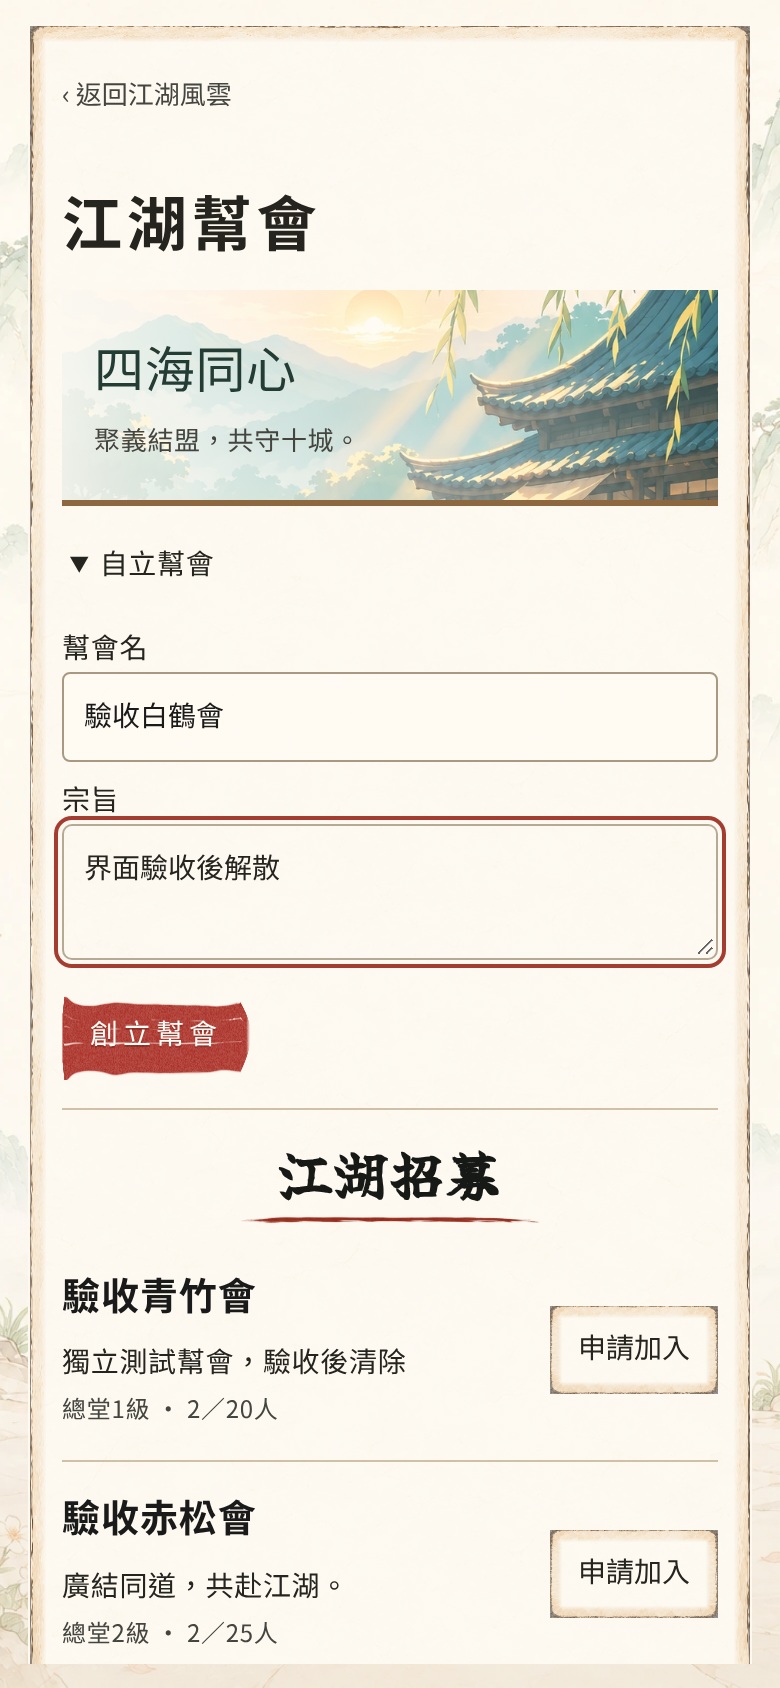 ‹ 返回江湖風雲
江湖幫會
四海同心
聚義結盟，共守十城。
▼ 自立幫會
幫會名
驗收白鶴會
宗旨
界面驗收後解散
創立幫會
江湖招募
驗收青竹會
獨立測試幫會，驗收後清除
總堂1級 · 2／20人
申請加入
驗收赤松會
廣結同道，共赴江湖。
總堂2級 · 2／25人
申請加入